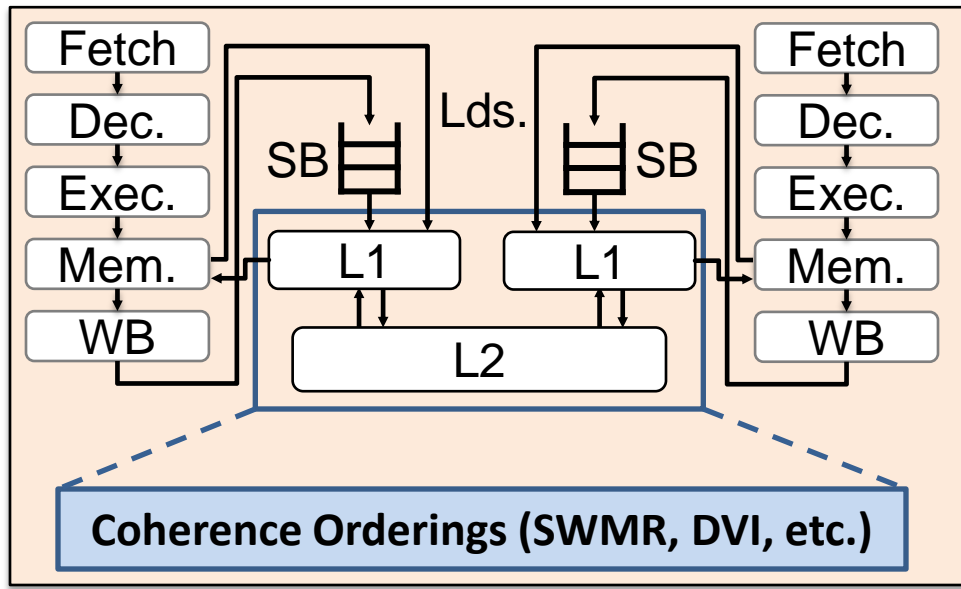 Fetch
Dec.
Exec.
Mem.
WB
SB
Lds.
SB
Fetch
Dec.
Exec.
Mem.
WB
L1
L1
L2
Coherence Orderings (SWMR, DVI, etc.)